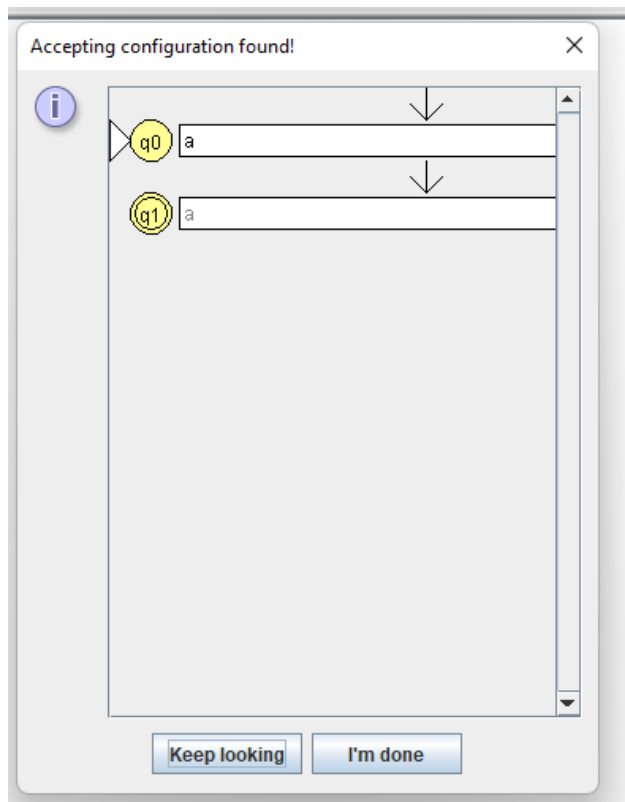 Accepting configuration found!
i
q0 a
q1 a
Keep looking I'm done